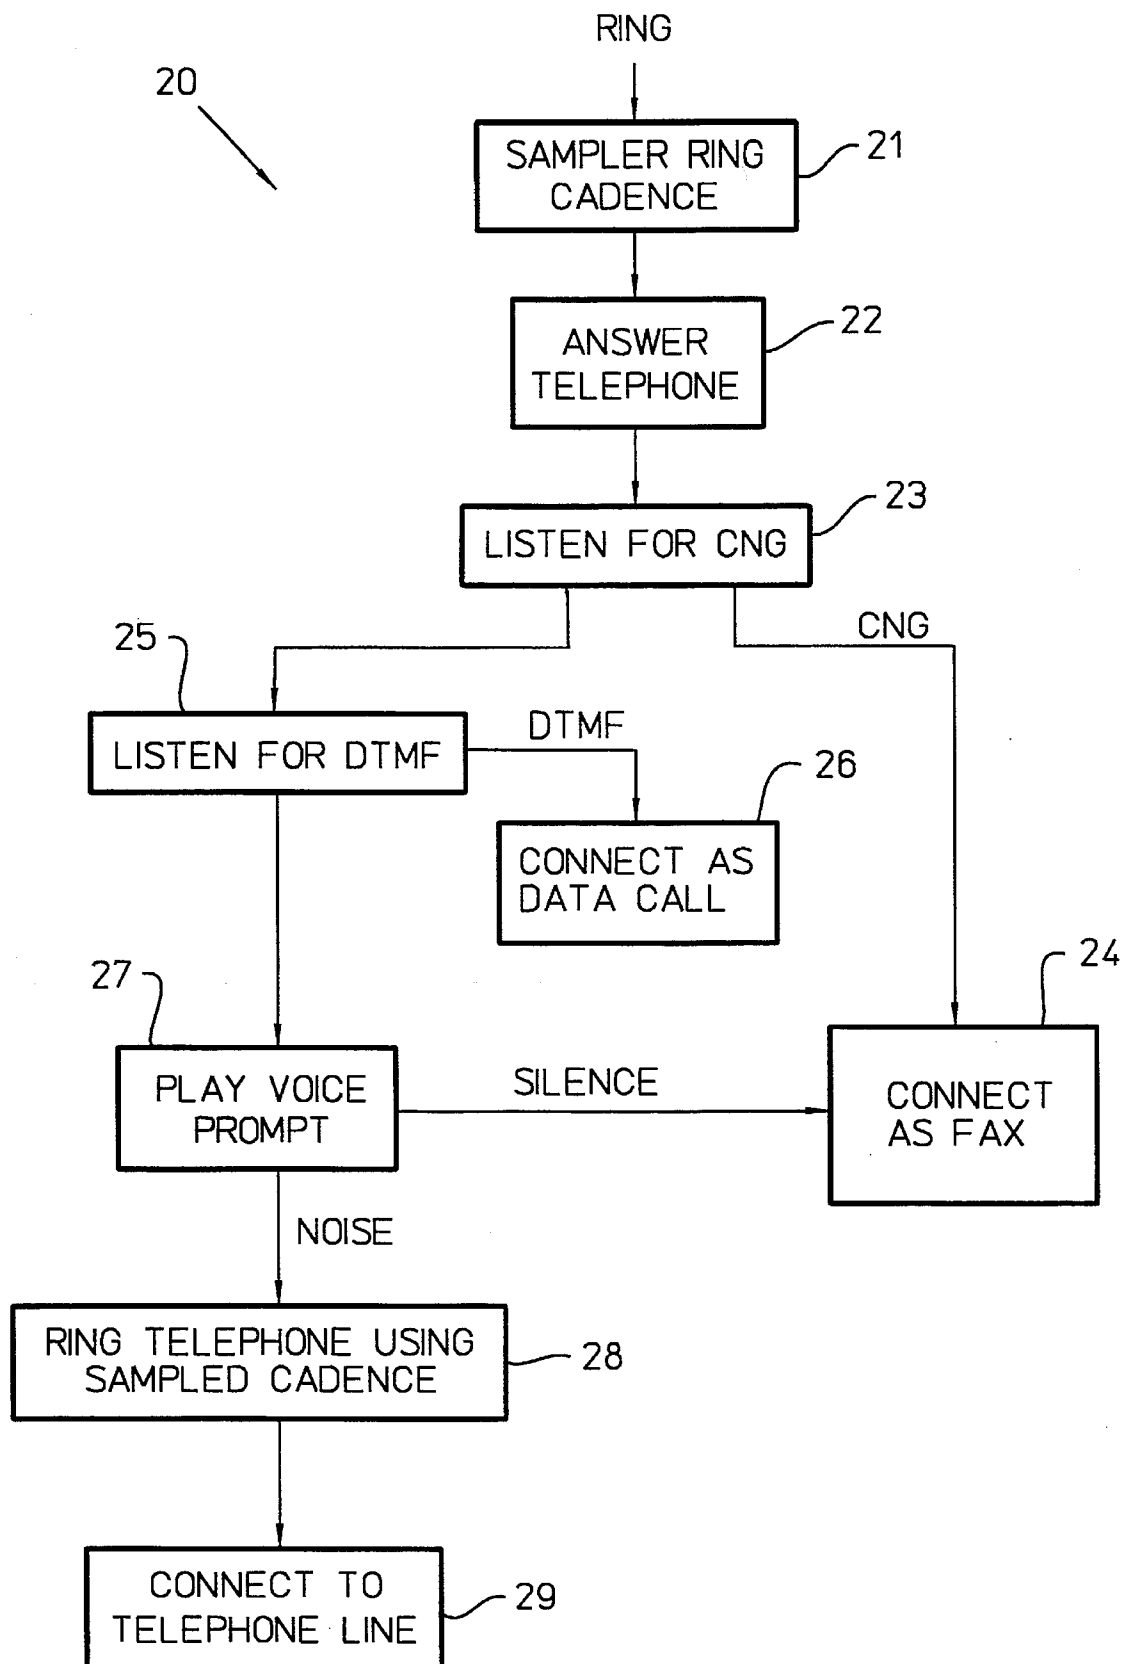 RING
20
SAMPLER RING
CADENCE
21
ANSWER
TELEPHONE
22
LISTEN FOR CNG
23
CNG
25
LISTEN FOR DTMF
DTMF
26
CONNECT AS
DATA CALL
24
CONNECT
AS FAX
27
PLAY VOICE
PROMPT
SILENCE
NOISE
RING TELEPHONE USING
SAMPLED CADENCE
28
CONNECT TO
TELEPHONE LINE
29